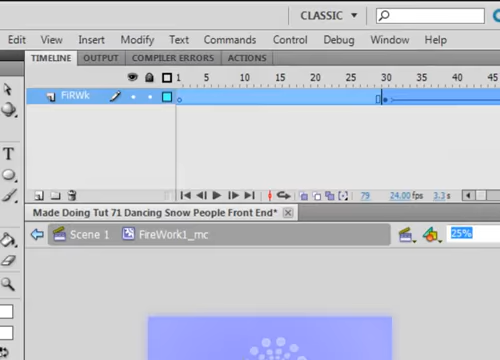 CLASSIC
Edit View Insert Modify Text Commands Control Debug Window Help
TIMELINE OUTPUT COMPILER ERRORS ACTIONS
1 5 10 15 20 25 30 35 40 45
FiRWk
79 24.00 fps 3.3 s
Made Doing Tut 71 Dancing Snow People Front End*
Scene 1 FireWork1_mc 25%
T